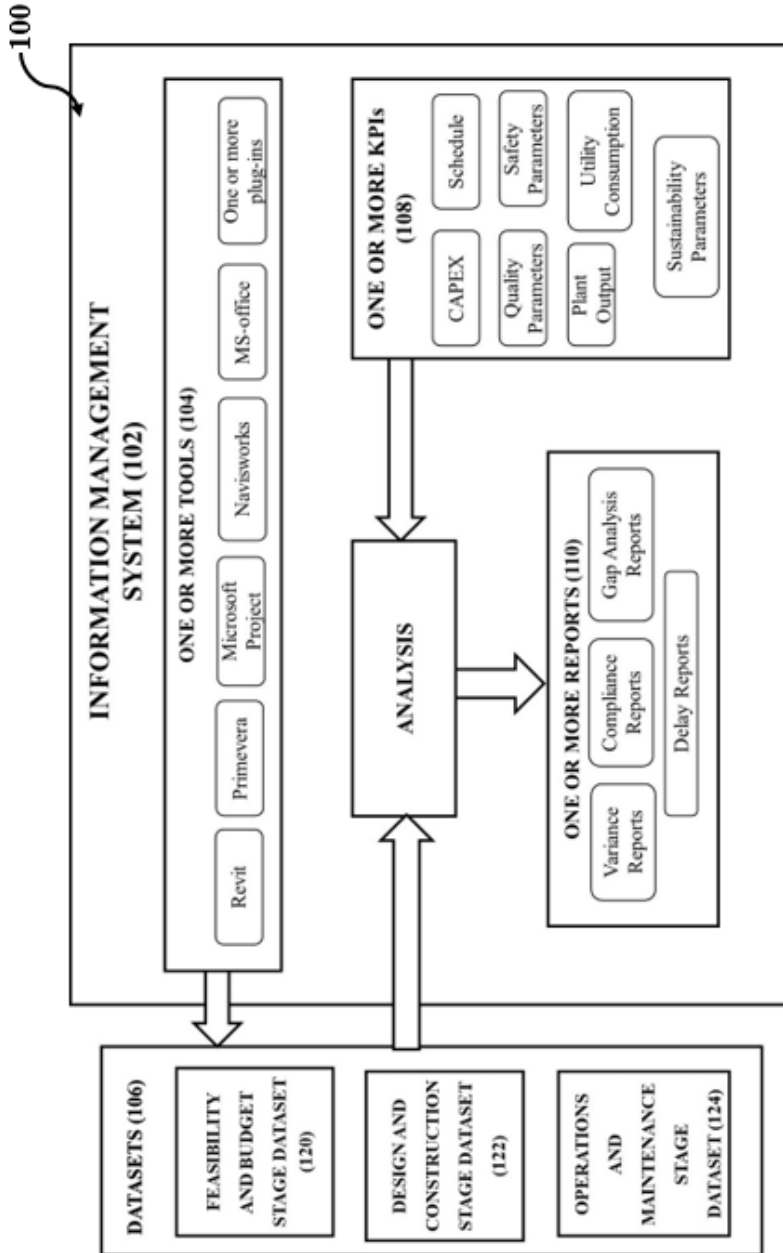 100
INFORMATION MANAGEMENT
SYSTEM (102)
ONE OR MORE TOOLS (104)
Revit
Primevera
Microsoft
Project
Navisworks
MS-office
One or more
plug-ins
DATASETS (106)
FEASIBILITY
AND BUDGET
STAGE DATASET
(120)
DESIGN AND
CONSTRUCTION
STAGE DATASET
(122)
OPERATIONS
AND
MAINTENANCE
STAGE
DATASET (124)
ANALYSIS
ONE OR MORE KPIs
(108)
CAPEX
Schedule
Quality
Parameters
Safety
Parameters
Plant
Output
Utility
Consumption
Sustainability
Parameters
ONE OR MORE REPORTS (110)
Variance
Reports
Compliance
Reports
Gap Analysis
Reports
Delay Reports